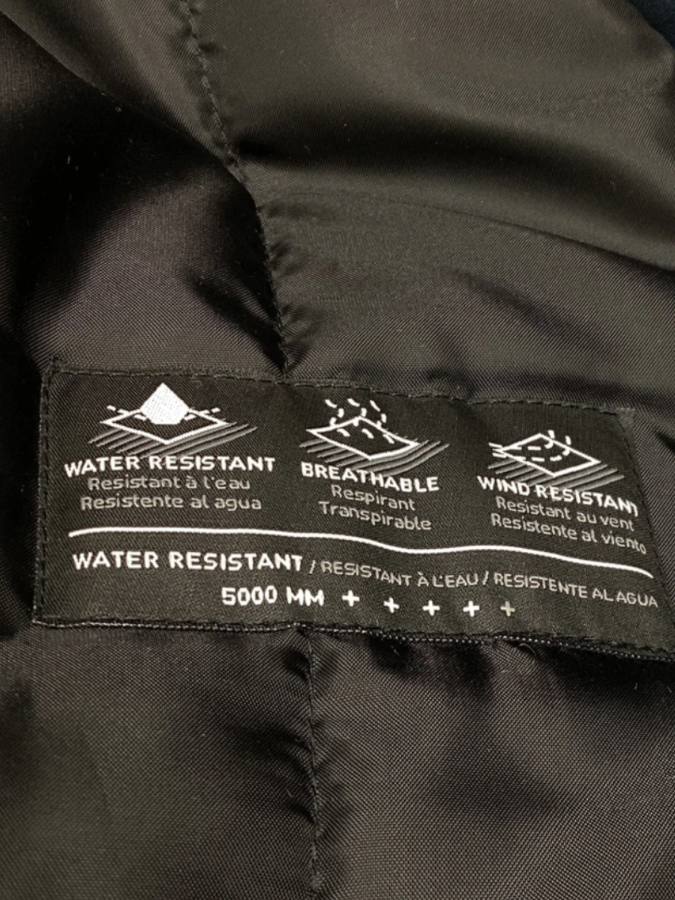 WATER RESISTANT
Resistant à l'eau
Resistente al agua
BREATHABLE
Respirant
Transpirable
WIND RESISTANT
Resistant au vent
Resistente al viento
WATER RESISTANT / RESISTANT À L'EAU / RESISTENTE AL AGUA
5000 MM + + + + +